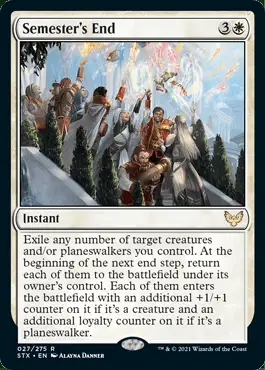 Semester's End 3
Instant
Exile any number of target creatures
and/or planeswalkers you control. At
the beginning of the next end step, return
each of them to the battlefield under its
owner's control. Each of them enters
the battlefield with an additional +1/+1
counter on it if it's a creature and an
additional loyalty counter on it if it's a
planeswalker.
027/275 R
STX • EN ALAYNA DANNER
™ & © 2021 Wizards of the Coast